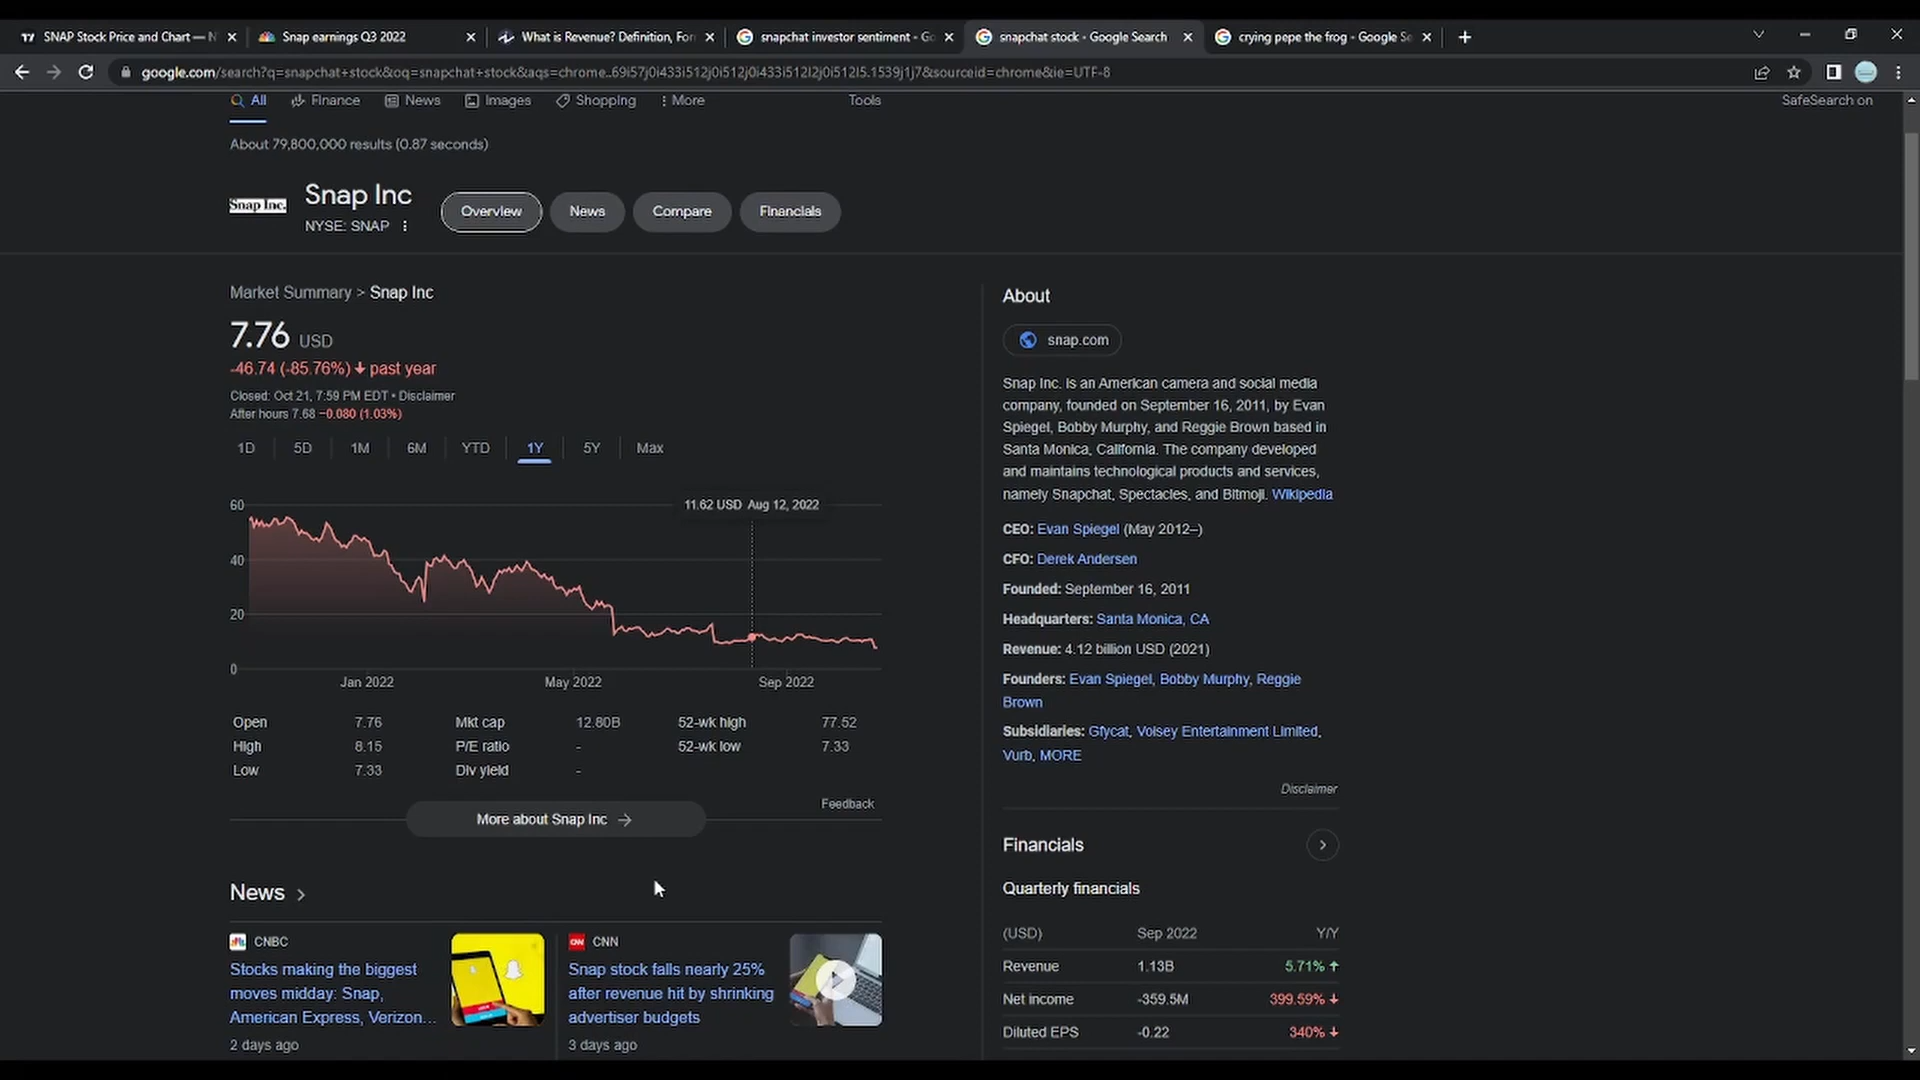 SNAP Stock Price and Chart — N
Snap earnings Q3 2022
What is Revenue? Definition, For
snapchat investor sentiment - Go
snapchat stock - Google Search
crying pepe the frog - Google Se
google.com/search?q=snapchat+stock&oq=snapchat+stock&aqs=chrome..69i57j0i433i512j0i512j0i433i512l2j0i512l5.1539j1j7&sourceid=chrome&ie=UTF-8
All
Finance
News
Images
Shopping
More
Tools
SafeSearch on
About 79,800,000 results (0.87 seconds)
Snap Inc.
Snap Inc
NYSE: SNAP
Overview
News
Compare
Financials
Market Summary > Snap Inc
7.76 USD
-46.74 (-85.76%) past year
Closed: Oct 21, 7:59 PM EDT • Disclaimer
After hours 7.68 −0.080 (1.03%)
1D
5D
1M
6M
YTD
1Y
5Y
Max
11.62 USD Aug 12, 2022
60
40
20
0
Jan 2022
May 2022
Sep 2022
Open 7.76 Mkt cap 12.80B 52-wk high 77.52
High 8.15 P/E ratio - 52-wk low 7.33
Low 7.33 Div yield -
Feedback
More about Snap Inc
News
CNBC
Stocks making the biggest
moves midday: Snap,
American Express, Verizon...
2 days ago
CNN
Snap stock falls nearly 25%
after revenue hit by shrinking
advertiser budgets
3 days ago
About
snap.com
Snap Inc. is an American camera and social media
company, founded on September 16, 2011, by Evan
Spiegel, Bobby Murphy, and Reggie Brown based in
Santa Monica, California. The company developed
and maintains technological products and services,
namely Snapchat, Spectacles, and Bitmoji. Wikipedia
CEO: Evan Spiegel (May 2012–)
CFO: Derek Andersen
Founded: September 16, 2011
Headquarters: Santa Monica, CA
Revenue: 4.12 billion USD (2021)
Founders: Evan Spiegel, Bobby Murphy, Reggie
Brown
Subsidiaries: Gfycat, Voisey Entertainment Limited,
Vurb, MORE
Disclaimer
Financials
Quarterly financials
(USD) Sep 2022 Y/Y
Revenue 1.13B 5.71%
Net income -359.5M 399.59%
Diluted EPS -0.22 340%